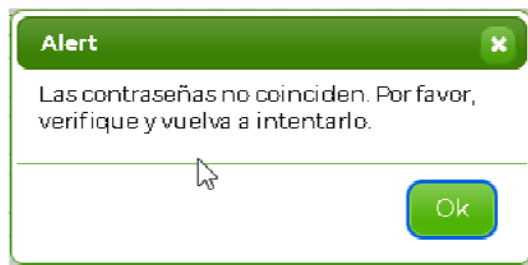 Alert
Las contraseñas no coinciden. Por favor,
verifique y vuelva a intentarlo.
Ok